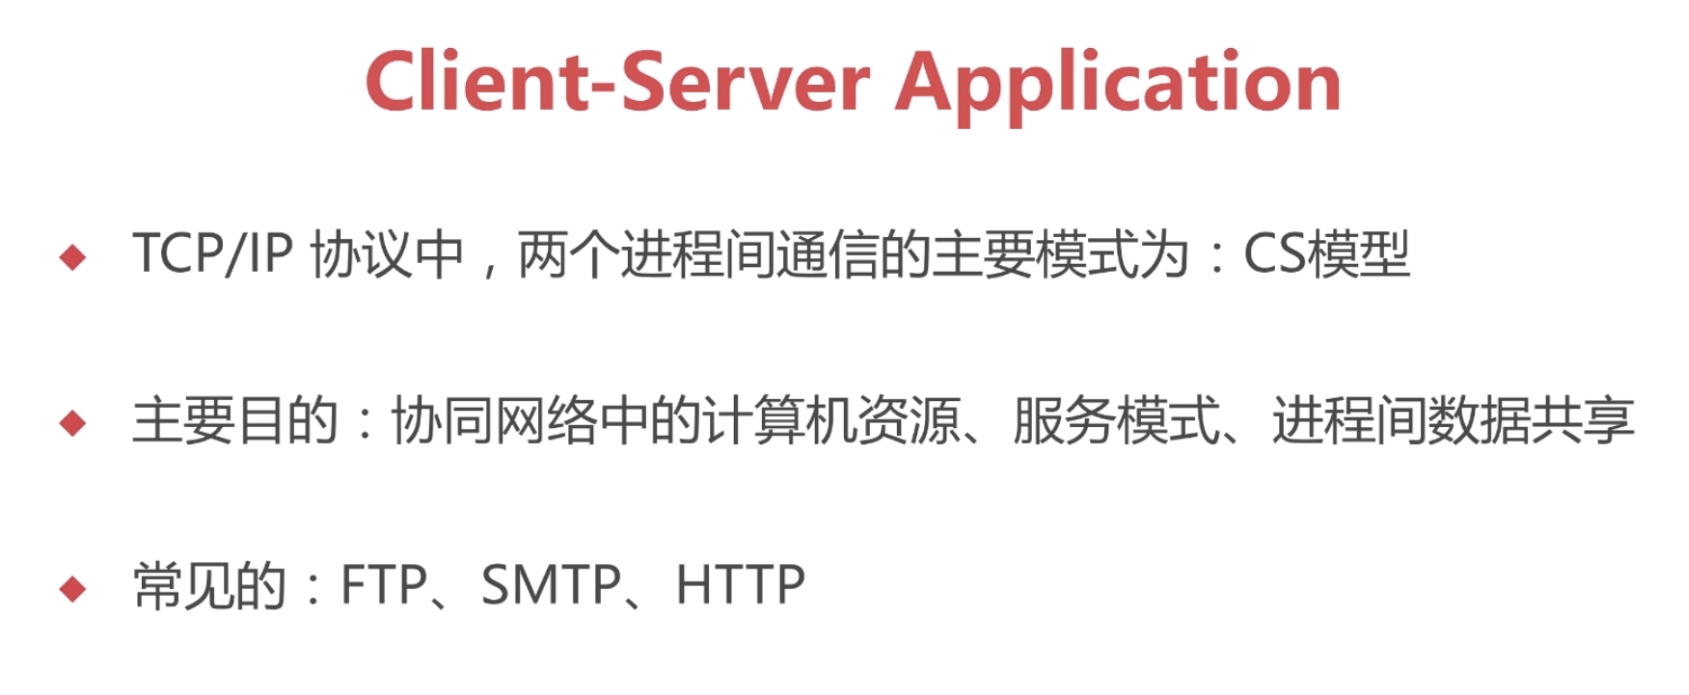 Client-Server Application
TCP/IP 协议中，两个进程间通信的主要模式为：CS模型
主要目的：协同网络中的计算机资源、服务模式、进程间数据共享
常见的：FTP、SMTP、HTTP